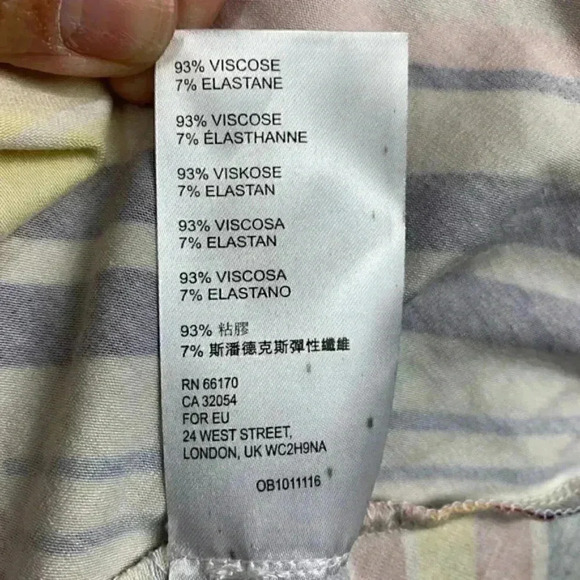 93% VISCOSE
7% ELASTANE
93% VISCOSE
7% ÉLASTHANNE
93% VISKOSE
7% ELASTAN
93% VISCOSA
7% ELASTAN
93% VISCOSA
7% ELASTANO
93% 粘膠
7% 斯潘德克斯彈性纖維
RN 66170
CA 32054
FOR EU
24 WEST STREET,
LONDON, UK WC2H9NA
OB1011116